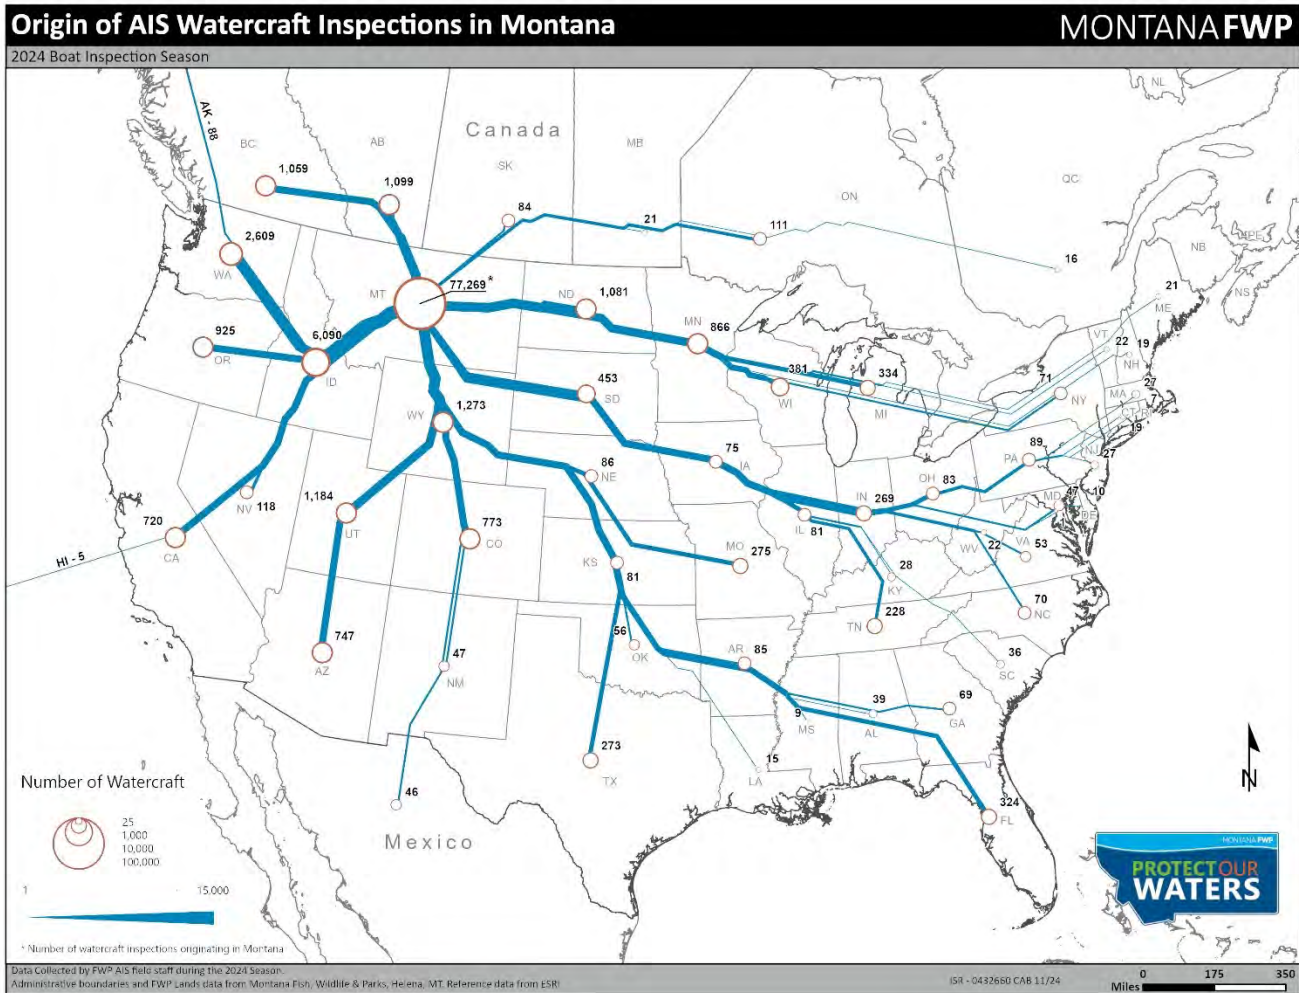 Origin of AIS Watercraft Inspections in Montana
MONTANA FWP
2024 Boat Inspection Season
AK - 88
BC
AB
Canada
SK
MB
ON
QC
NL
NB
PE
NS
1,059
1,099
84
21
111
16
2,609
WA
MT
77,269 *
ND
1,081
MN
866
21
ME
VT
22
19
NH
925
OR
6,090
ID
453
SD
381
WI
334
MI
71
NY
27
MA
7
CT
RI
19
WY
1,273
75
IA
89
PA
NJ
27
86
NE
OH
83
IN
269
MD
47
10
DE
1,184
UT
NV
118
720
CA
773
CO
MO
275
IL
81
WV
22
VA
53
HI - 5
KS
81
28
KY
70
NC
228
TN
747
AZ
47
NM
56
OK
AR
85
36
SC
39
AL
69
GA
9
MS
273
TX
15
LA
46
Mexico
324
FL
N
Number of Watercraft
25
1,000
10,000
100,000
1
15,000
* Number of watercraft inspections originating in Montana
MONTANA FWP
PROTECT OUR
WATERS
Data Collected by FWP AIS field staff during the 2024 Season.
Administrative boundaries and FWP Lands data from Montana Fish, Wildlife & Parks, Helena, MT. Reference data from ESRI
ISR - 0432660 CAB 11/24
0 175 350
Miles